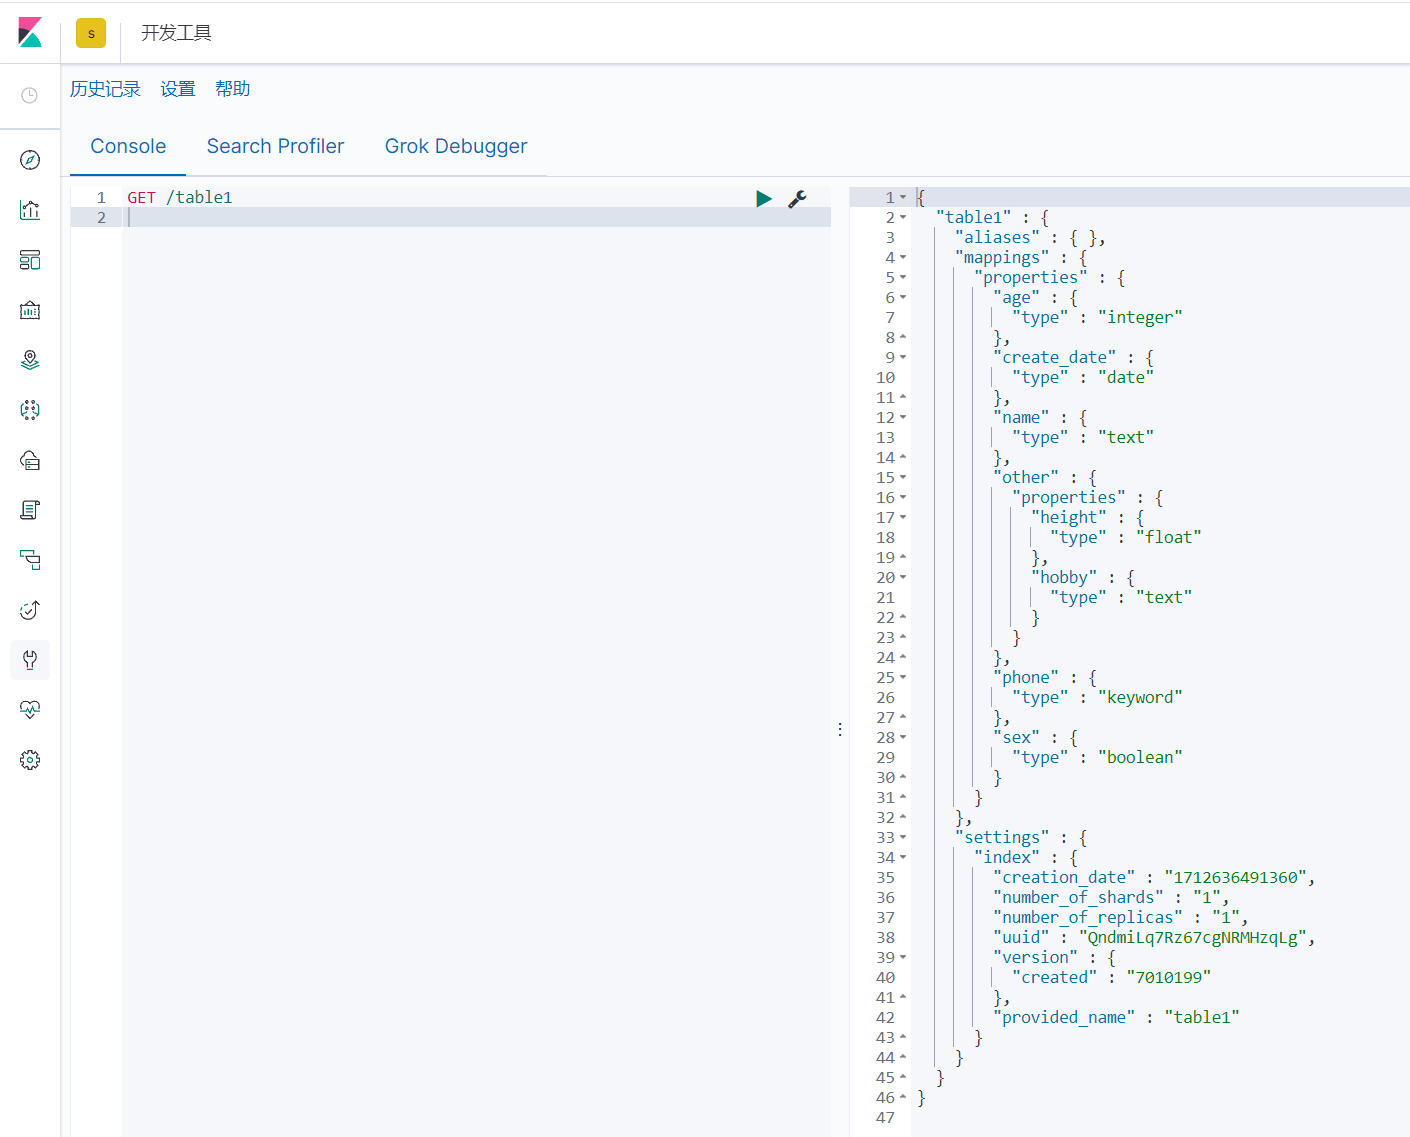 s
开发工具
历史记录 设置 帮助
Console Search Profiler Grok Debugger
1 GET /table1
2
1 {
2 "table1" : {
3 "aliases" : { },
4 "mappings" : {
5 "properties" : {
6 "age" : {
7 "type" : "integer"
8 },
9 "create_date" : {
10 "type" : "date"
11 },
12 "name" : {
13 "type" : "text"
14 },
15 "other" : {
16 "properties" : {
17 "height" : {
18 "type" : "float"
19 },
20 "hobby" : {
21 "type" : "text"
22 }
23 }
24 },
25 "phone" : {
26 "type" : "keyword"
27 },
28 "sex" : {
29 "type" : "boolean"
30 }
31 }
32 },
33 "settings" : {
34 "index" : {
35 "creation_date" : "1712636491360",
36 "number_of_shards" : "1",
37 "number_of_replicas" : "1",
38 "uuid" : "QndmiLq7Rz67cgNRMHzqLg",
39 "version" : {
40 "created" : "7010199"
41 },
42 "provided_name" : "table1"
43 }
44 }
45 }
46 }
47